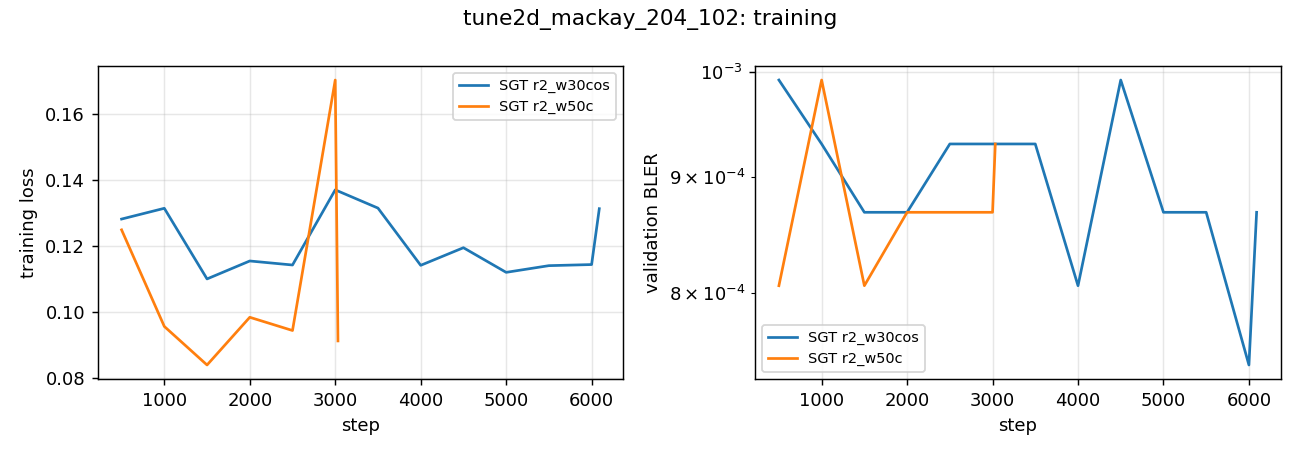 tune2d_mackay_204_102: training
training loss
0.16
0.14
0.12
0.10
0.08
1000 2000 3000 4000 5000 6000
step
SGT r2_w30cos
SGT r2_w50c
validation BLER
10⁻³
9 × 10⁻⁴
8 × 10⁻⁴
1000 2000 3000 4000 5000 6000
step
SGT r2_w30cos
SGT r2_w50c